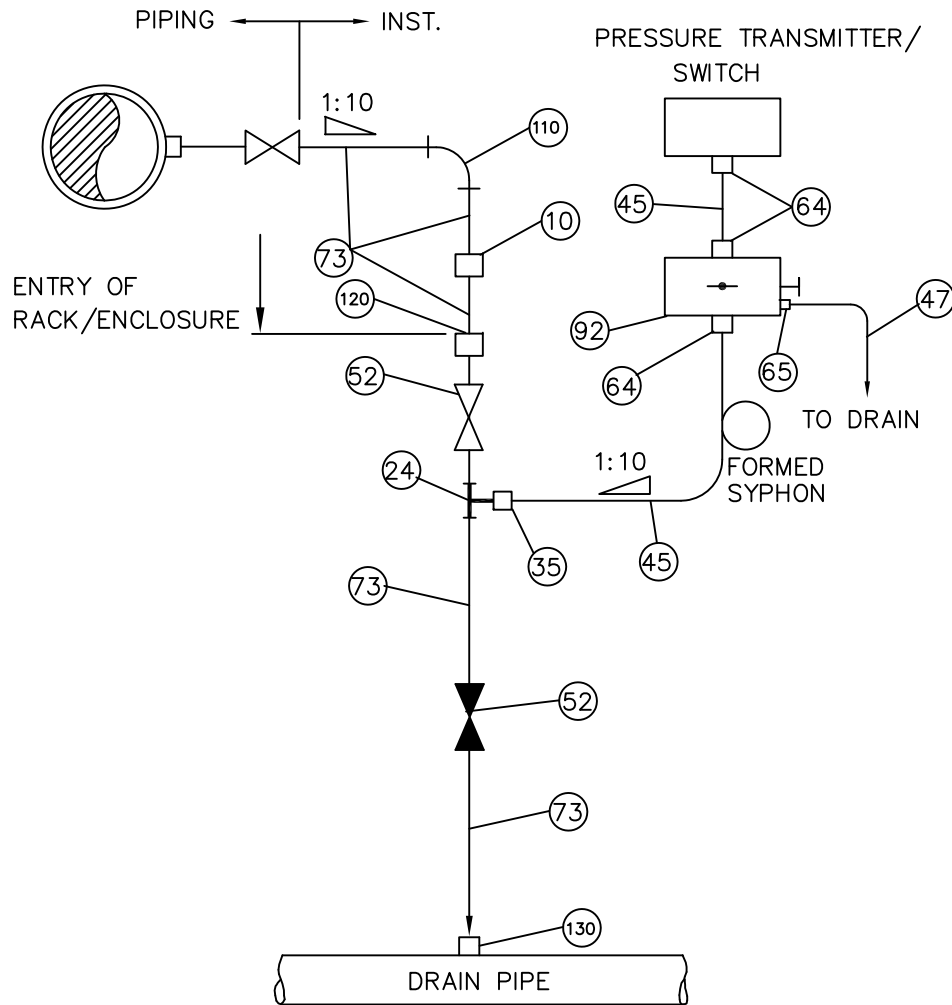 PIPING
INST.
PRESSURE TRANSMITTER/
SWITCH
1:10
110
45
64
10
73
ENTRY OF
RACK/ENCLOSURE
120
92
47
52
64
65
TO DRAIN
24
1:10
FORMED
SYPHON
35
45
73
52
73
130
DRAIN PIPE